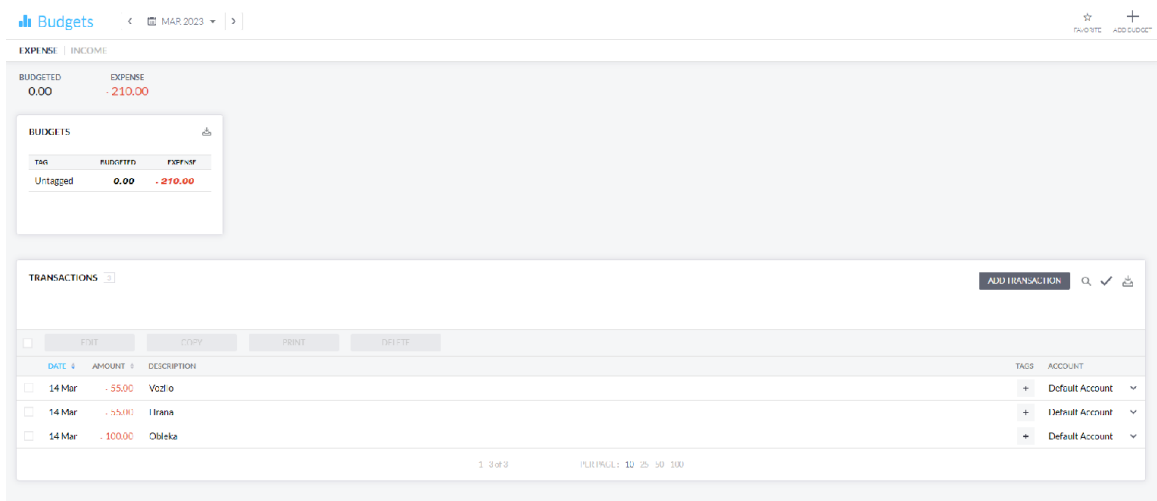 Budgets
MAR 2023
FAVORITE
ADD BUDGET
EXPENSE | INCOME
BUDGETED EXPENSE
0.00 - 210.00
BUDGETS
TAG BUDGETED EXPENSE
Untagged 0.00 - 210.00
TRANSACTIONS 3
ADD TRANSACTION
EDIT COPY PRINT DELETE
DATE AMOUNT DESCRIPTION TAGS ACCOUNT
14 Mar - 55.00 Vozilo + Default Account
14 Mar - 55.00 Hrana + Default Account
14 Mar - 100.00 Obleka + Default Account
1 - 3 of 3 PER PAGE: 10 25 50 100